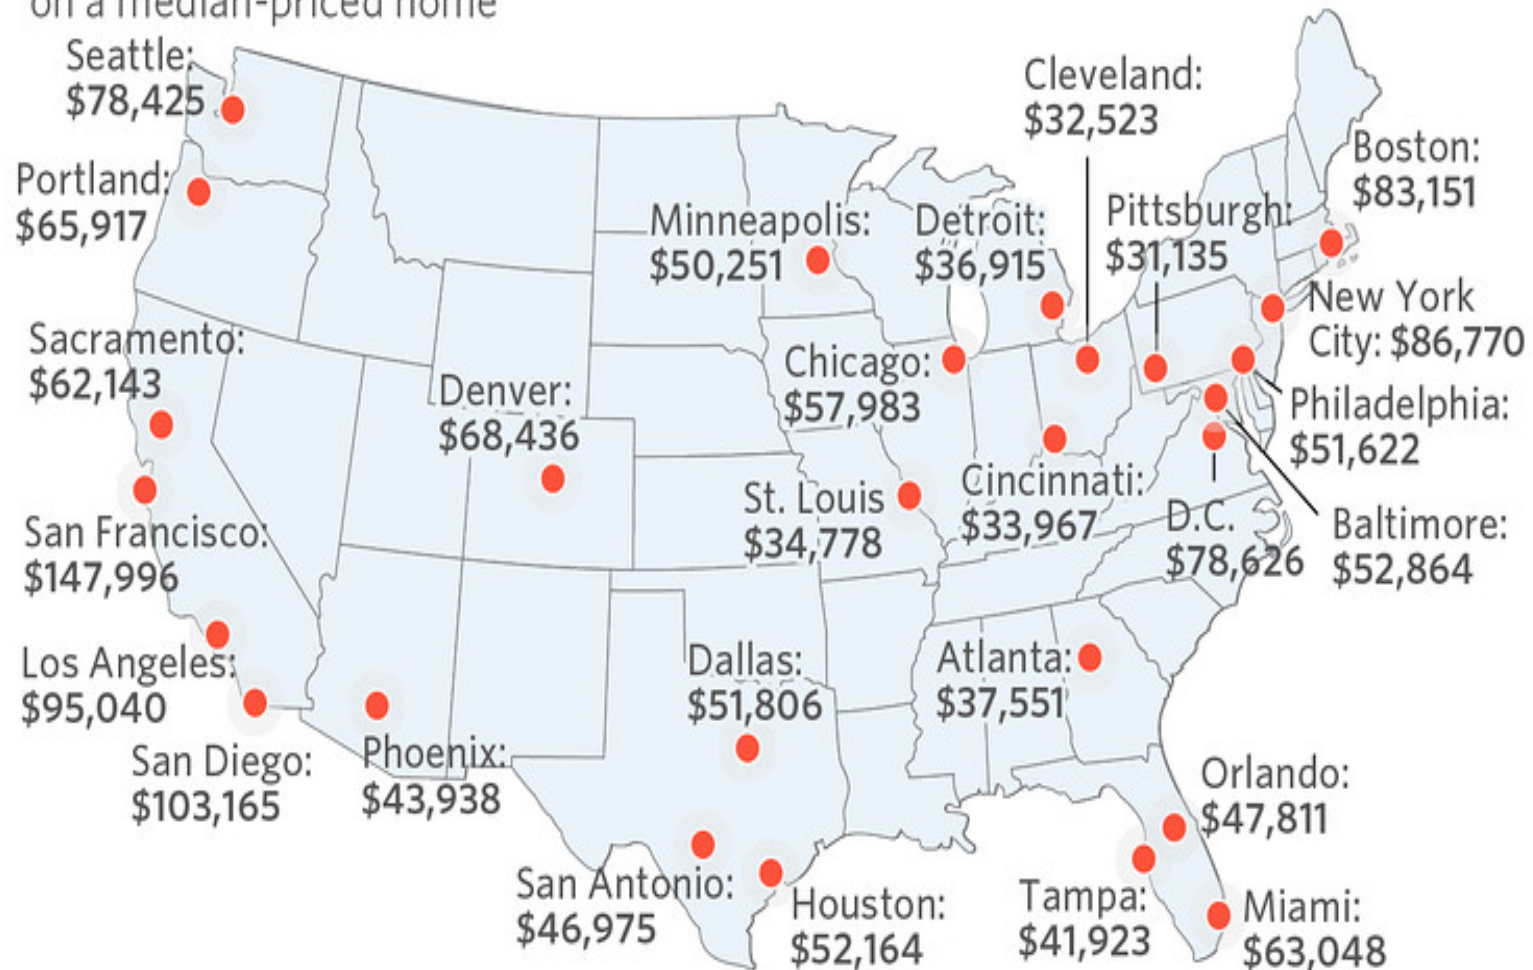 on a median-priced home
Seattle:
$78,425
Portland:
$65,917
Sacramento:
$62,143
San Francisco:
$147,996
Los Angeles:
$95,040
San Diego:
$103,165
Phoenix:
$43,938
Denver:
$68,436
Minneapolis:
$50,251
Detroit:
$36,915
Cleveland:
$32,523
Pittsburgh:
$31,135
Boston:
$83,151
New York
City: $86,770
Philadelphia:
$51,622
Baltimore:
$52,864
D.C.
$78,626
Chicago:
$57,983
Cincinnati:
$33,967
St. Louis
$34,778
Dallas:
$51,806
Atlanta:
$37,551
San Antonio:
$46,975
Houston:
$52,164
Orlando:
$47,811
Tampa:
$41,923
Miami:
$63,048